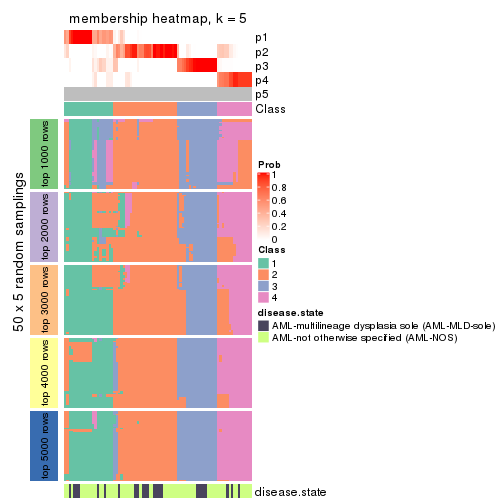 membership heatmap, k = 5
p1
p2
p3
p4
p5
Class
50 x 5 random samplings
top 1000 rows
top 2000 rows
top 3000 rows
top 4000 rows
top 5000 rows
disease.state
Prob
1
0.8
0.6
0.4
0.2
0
Class
1
2
3
4
disease.state
AML-multilineage dysplasia sole (AML-MLD-sole)
AML-not otherwise specified (AML-NOS)